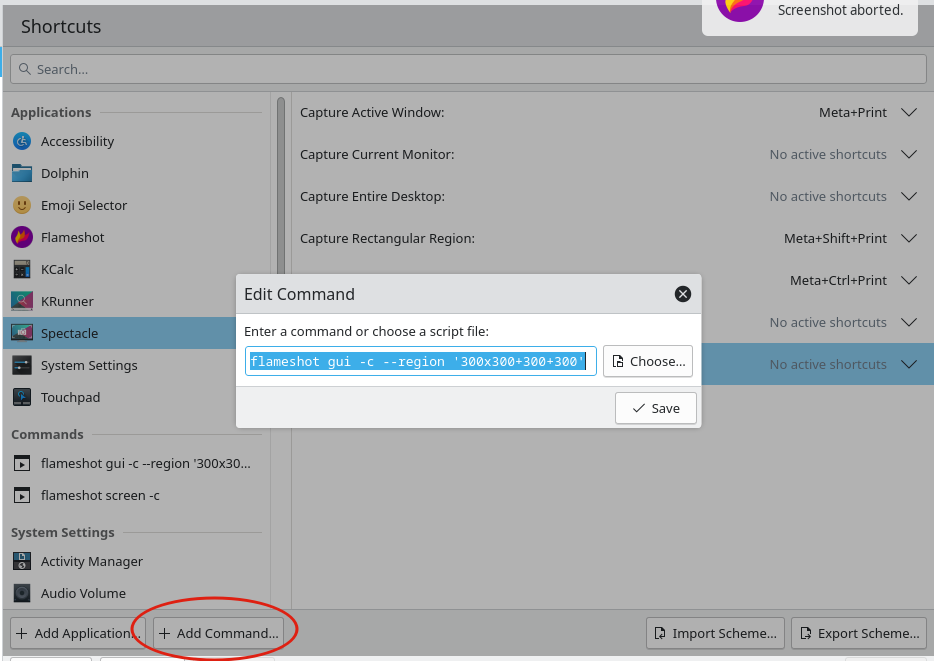 Shortcuts
Screenshot aborted.
Search...
Applications
Accessibility
Dolphin
Emoji Selector
Flameshot
KCalc
KRunner
Spectacle
System Settings
Touchpad
Commands
flameshot gui -c --region '300x30...
flameshot screen -c
System Settings
Activity Manager
Audio Volume
Capture Active Window:
Meta+Print
Capture Current Monitor:
No active shortcuts
Capture Entire Desktop:
No active shortcuts
Capture Rectangular Region:
Meta+Shift+Print
Meta+Ctrl+Print
No active shortcuts
No active shortcuts
Edit Command
Enter a command or choose a script file:
flameshot gui -c --region '300x300+300+300'
Choose...
Save
Add Application...
Add Command...
Import Scheme...
Export Scheme...